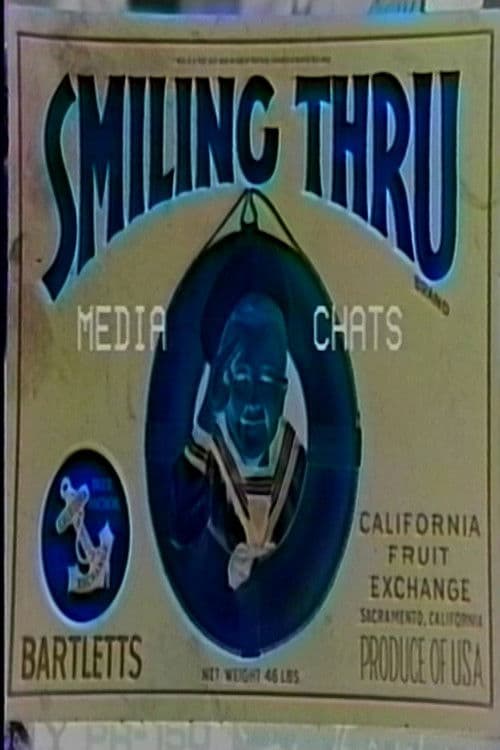 SMILING THRU
BRAND
MEDIA CHATS
CALIFORNIA
FRUIT
EXCHANGE
SACRAMENTO, CALIFORNIA
PRODUCE OF USA
BARTLETTS
NET WEIGHT 46 LBS